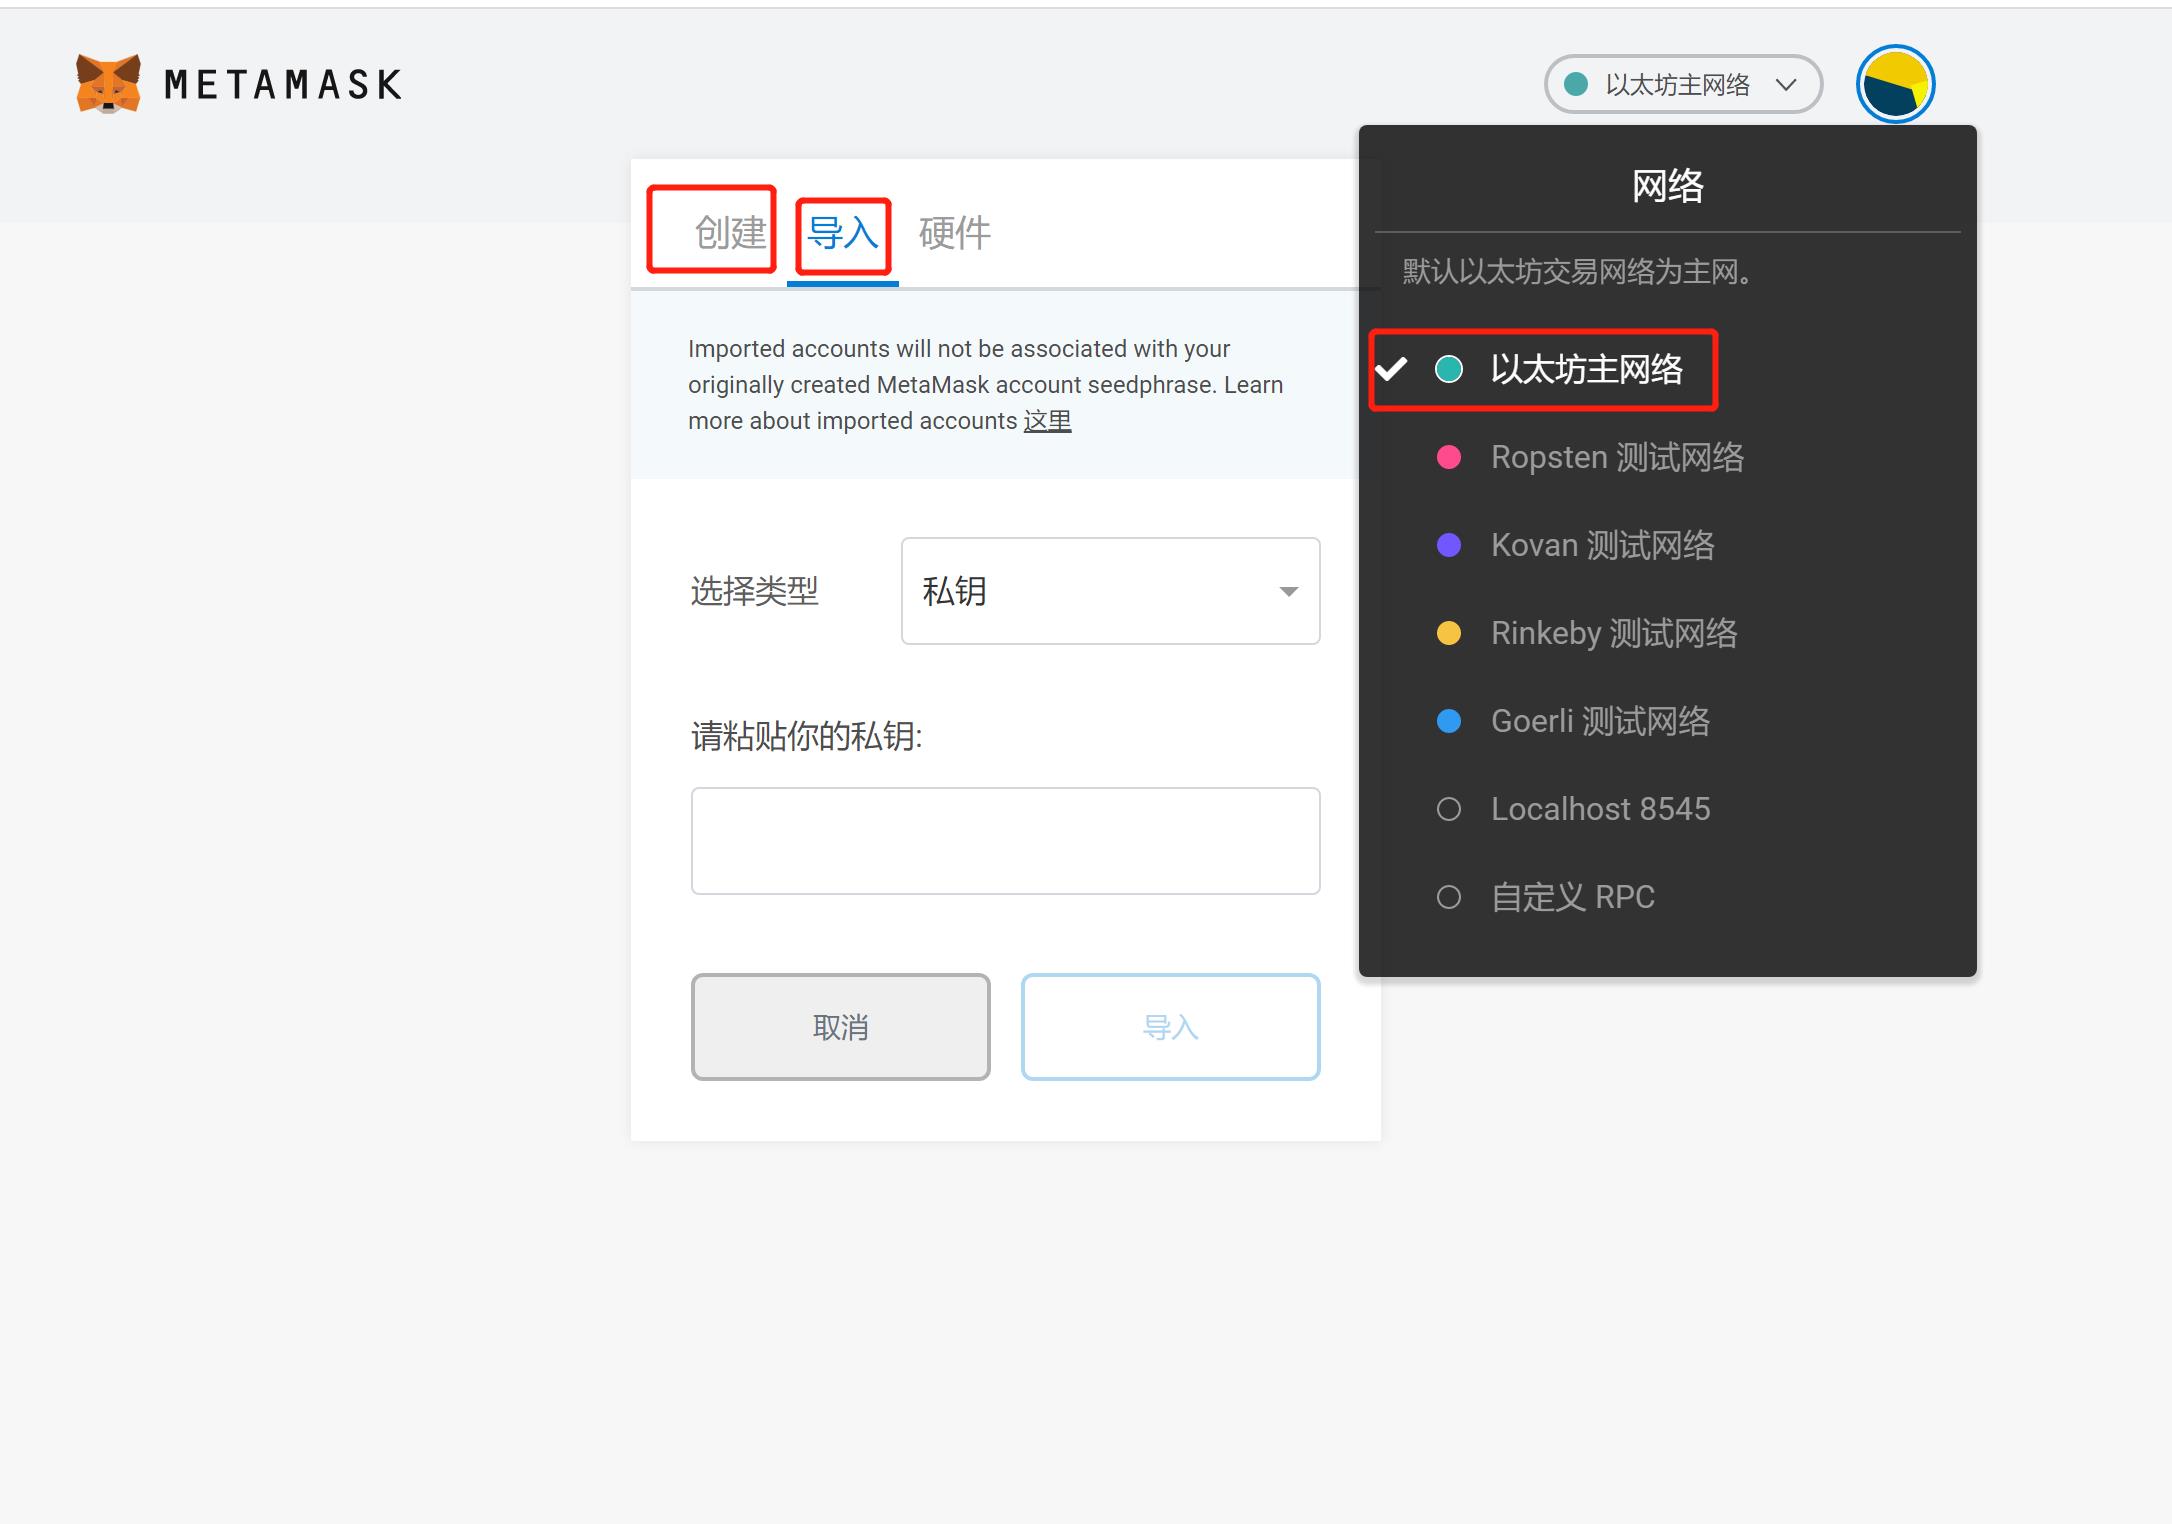 METAMASK
以太坊主网络
创建 导入 硬件
Imported accounts will not be associated with your
originally created MetaMask account seedphrase. Learn
more about imported accounts 这里
选择类型
私钥
请粘贴你的私钥:
取消
导入
网络
默认以太坊交易网络为主网。
以太坊主网络
Ropsten 测试网络
Kovan 测试网络
Rinkeby 测试网络
Goerli 测试网络
Localhost 8545
自定义 RPC